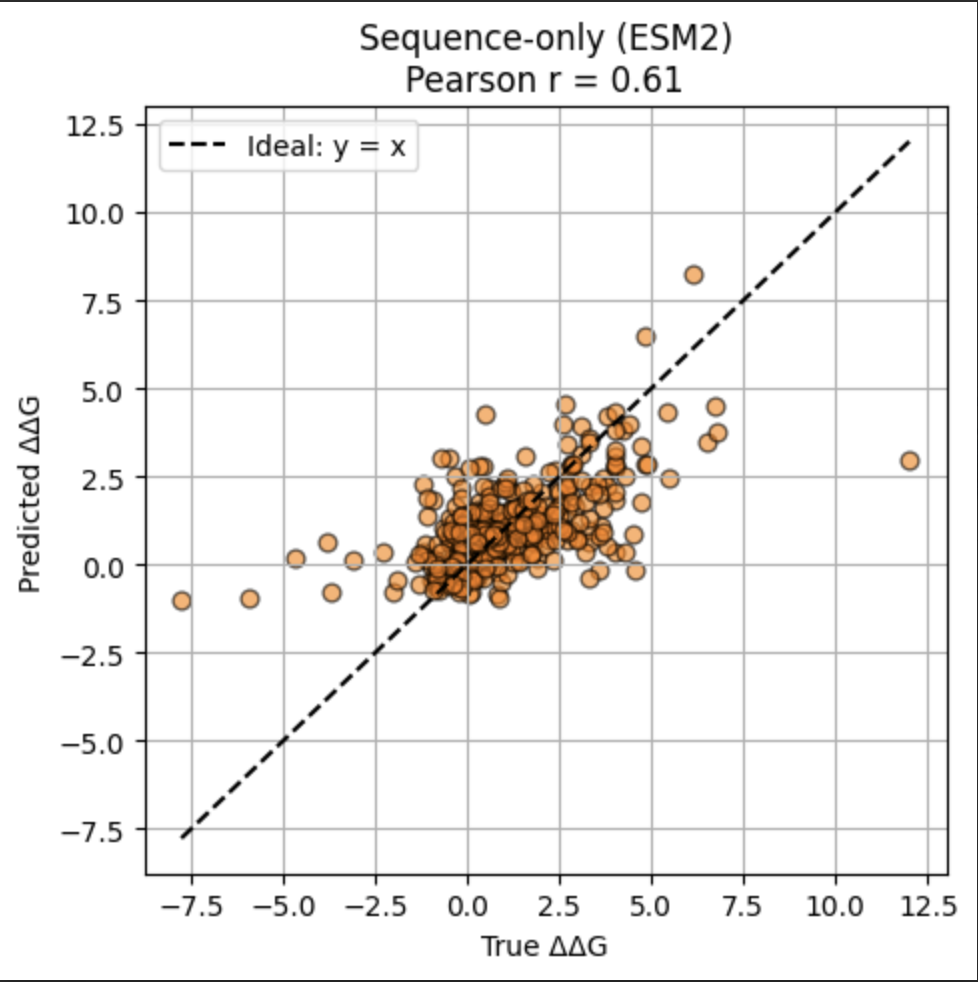 Sequence-only (ESM2)
Pearson r = 0.61
Ideal: y = x
12.5
10.0
7.5
5.0
2.5
0.0
−2.5
−5.0
−7.5
Predicted ΔΔG
−7.5 −5.0 −2.5 0.0 2.5 5.0 7.5 10.0 12.5
True ΔΔG